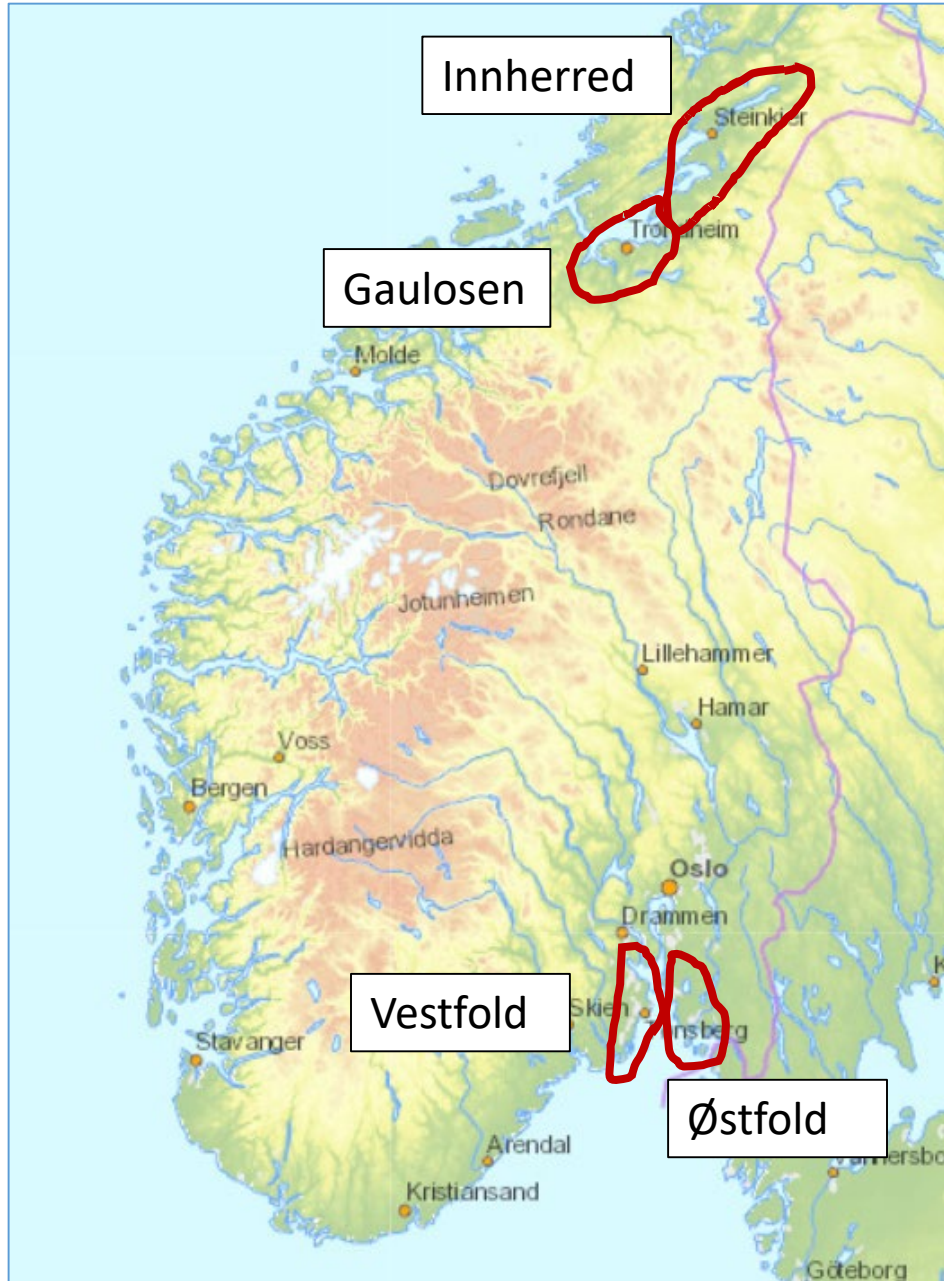 Innherred
Steinkjer
Trondheim
Gaulosen
Molde
Dovrefjell
Rondane
Jotunheimen
Lillehammer
Hamar
Voss
Bergen
Hardangervidda
Oslo
Drammen
Vestfold
Skien
Tønsberg
Stavanger
Østfold
Arendal
Kristiansand
Göteborg